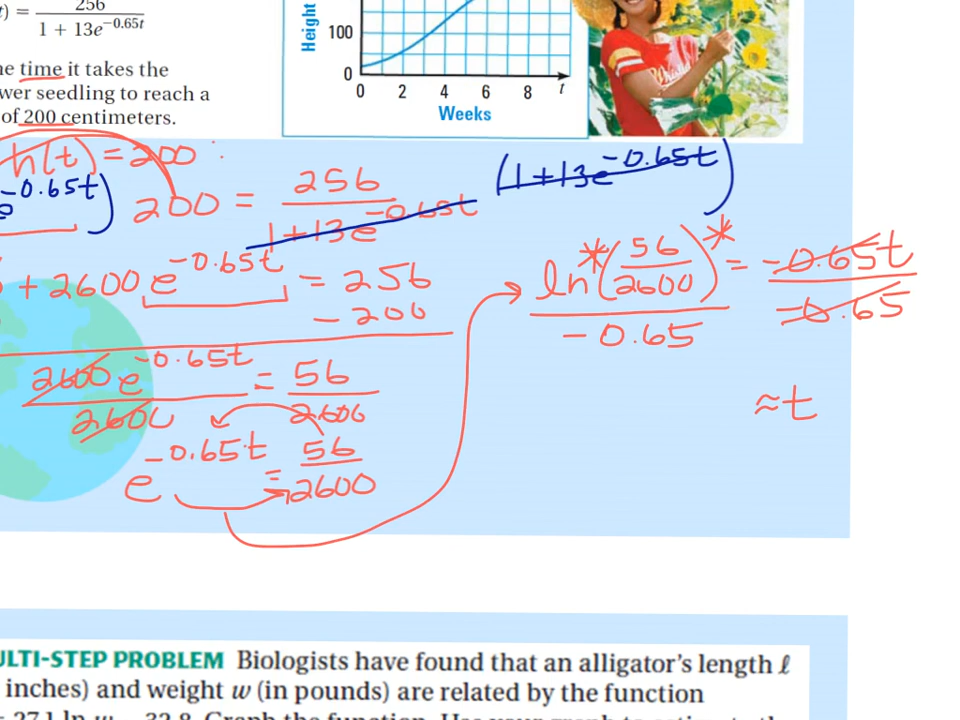 t) = 256 / 1 + 13e^−0.65t
Height
100
0
0 2 4 6 8 t
Weeks
ne time it takes the
wer seedling to reach a
of 200 centimeters.
h(t) = 200 :
e^-0.65t) 200 = 256 / 1+13e^-0.65t (1+13e^-0.65t)
+2600e^-0.65t = 256
-200
2600e^-0.65t / 2600 = 56 / 2600
e^-0.65t = 56 / 2600
ln*(56/2600)* / -0.65 = -0.65t / -0.65
≈t
ULTI-STEP PROBLEM Biologists have found that an alligator's length ℓ
inches) and weight w (in pounds) are related by the function